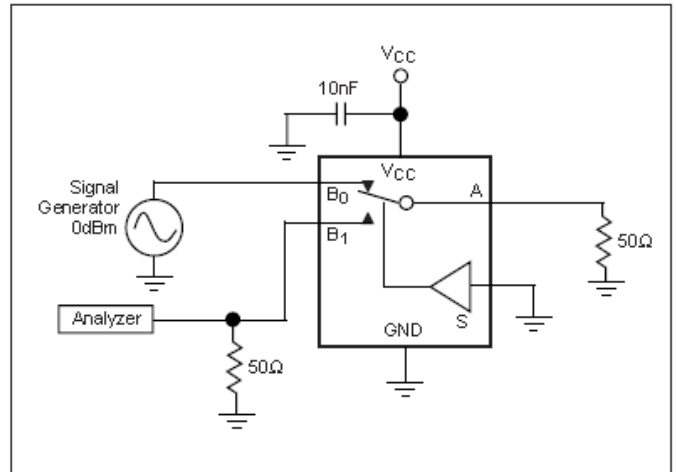 VCC
10nF
VCC
Signal
Generator
0dBm
B0
A
B1
50Ω
Analyzer
S
GND
50Ω